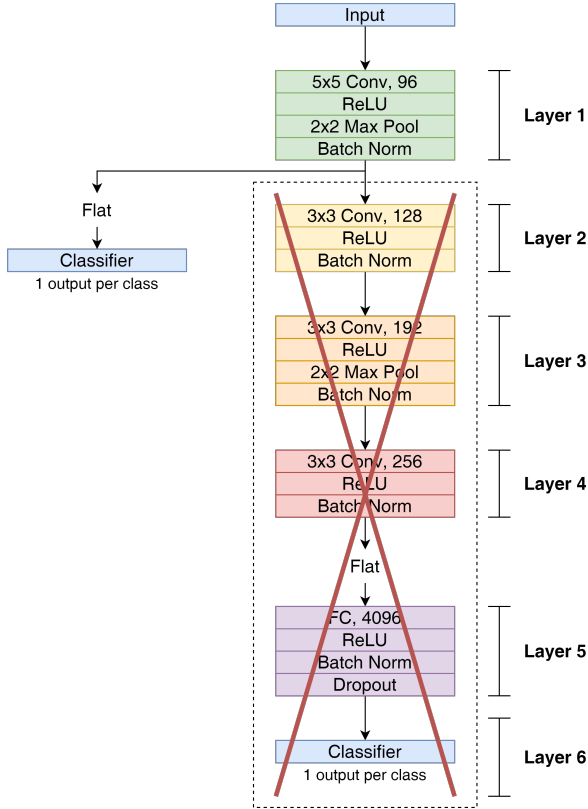 Input
5x5 Conv, 96
ReLU
2x2 Max Pool
Batch Norm
Layer 1
Flat
Classifier
1 output per class
3x3 Conv, 128
ReLU
Batch Norm
Layer 2
3x3 Conv, 192
ReLU
2x2 Max Pool
Batch Norm
Layer 3
3x3 Conv, 256
ReLU
Batch Norm
Layer 4
Flat
FC, 4096
ReLU
Batch Norm
Dropout
Layer 5
Classifier
1 output per class
Layer 6